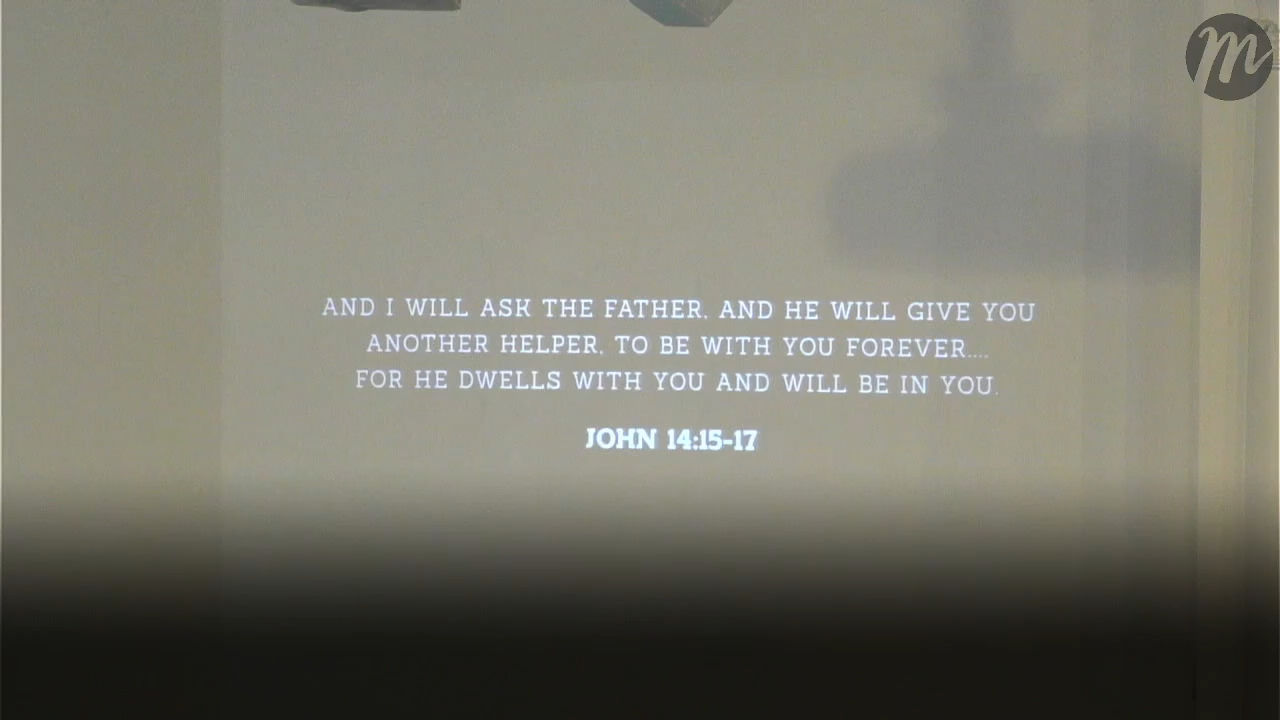 m
AND I WILL ASK THE FATHER, AND HE WILL GIVE YOU
ANOTHER HELPER, TO BE WITH YOU FOREVER....
FOR HE DWELLS WITH YOU AND WILL BE IN YOU.
JOHN 14:15-17